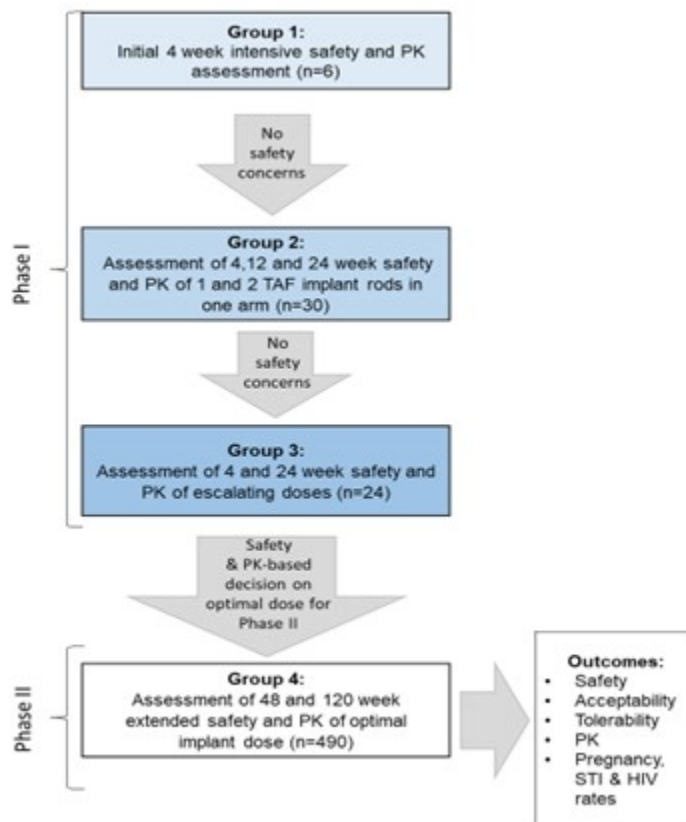 Phase I
Group 1:
Initial 4 week intensive safety and PK
assessment (n=6)
No
safety
concerns
Group 2:
Assessment of 4,12 and 24 week safety
and PK of 1 and 2 TAF implant rods in
one arm (n=30)
No
safety
concerns
Group 3:
Assessment of 4 and 24 week safety and
PK of escalating doses (n=24)
Safety
& PK-based
decision on
optimal dose for
Phase II
Phase II
Group 4:
Assessment of 48 and 120 week
extended safety and PK of optimal
implant dose (n=490)
Outcomes:
• Safety
• Acceptability
• Tolerability
• PK
• Pregnancy,
STI & HIV
rates